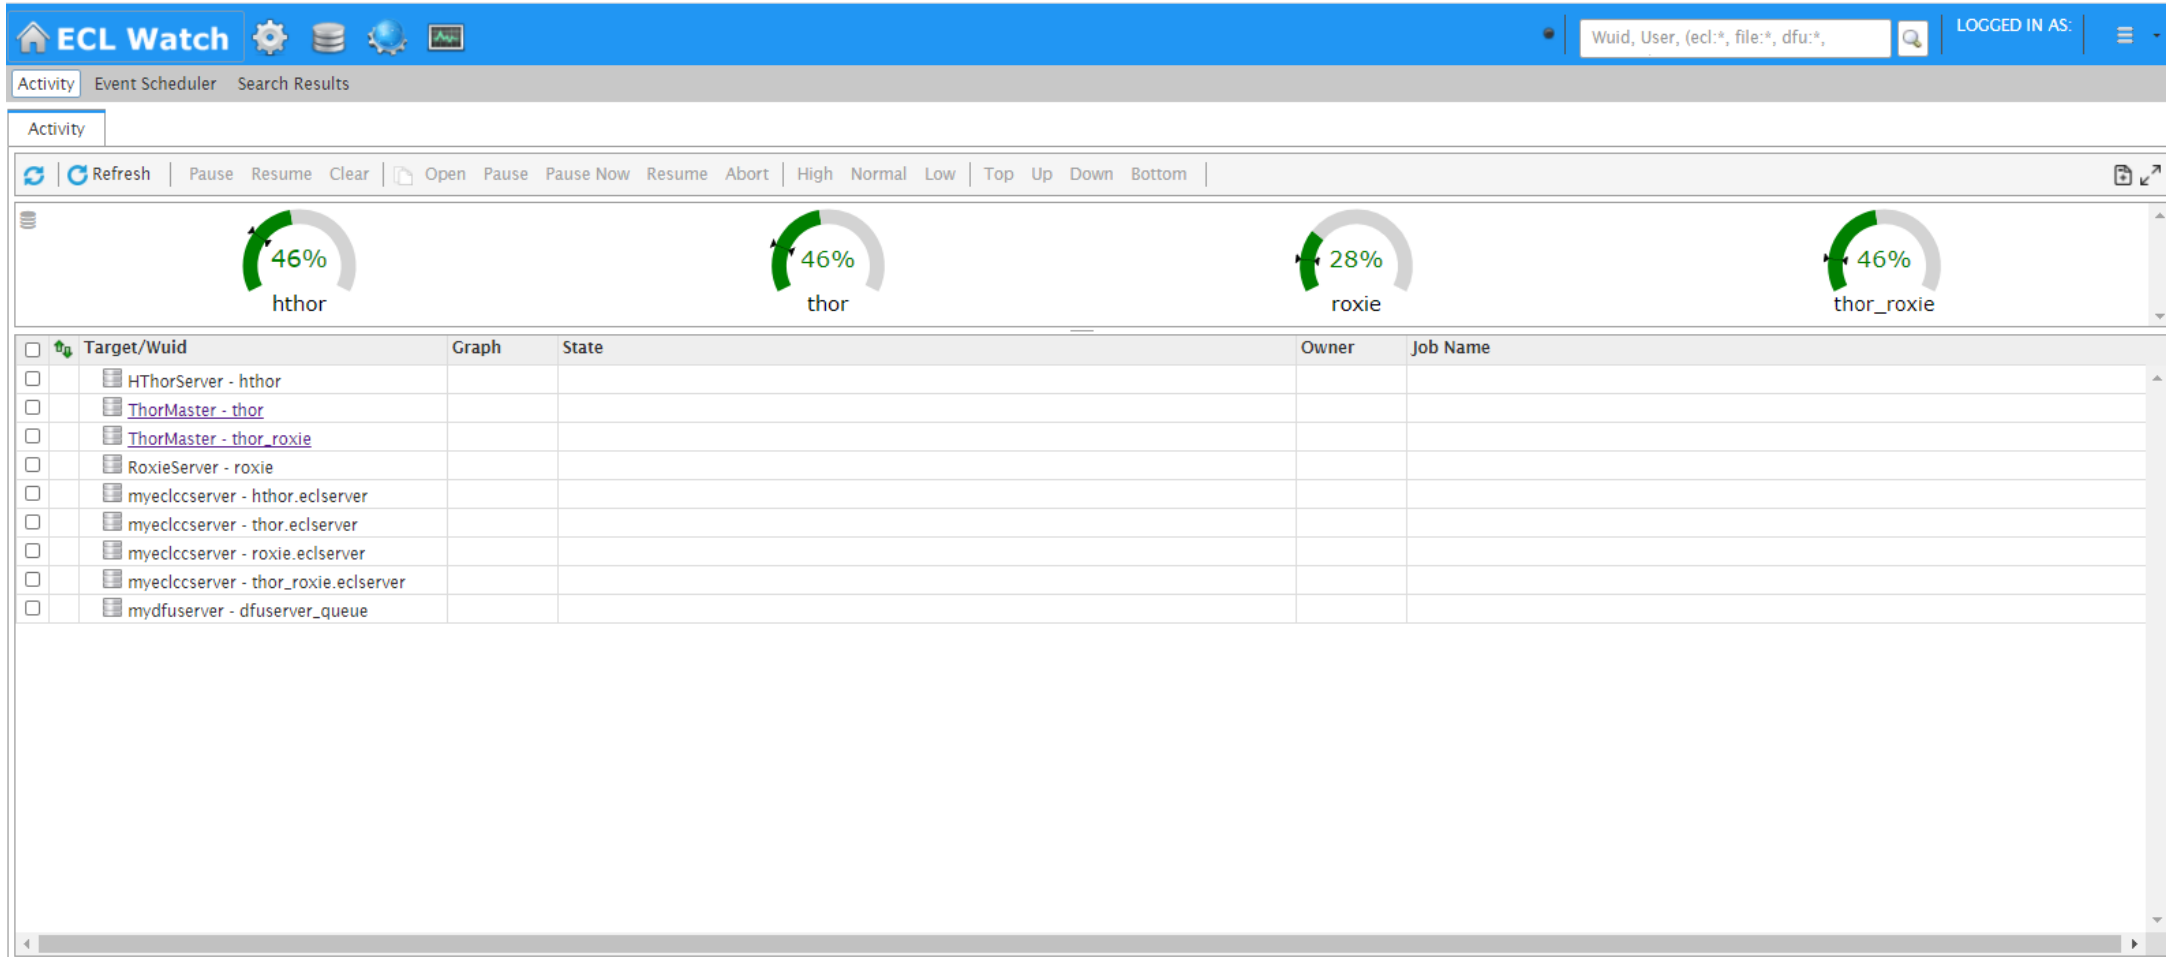 ECL Watch
Wuid, User, (ecl:*, file:*, dfu:*,
LOGGED IN AS:
Activity Event Scheduler Search Results
Activity
Refresh Pause Resume Clear Open Pause Pause Now Resume Abort High Normal Low Top Up Down Bottom
46% 46% 28% 46%
hthor thor roxie thor_roxie
Target/Wuid Graph State Owner Job Name
HThorServer - hthor
ThorMaster - thor
ThorMaster - thor_roxie
RoxieServer - roxie
myeclccserver - hthor.eclserver
myeclccserver - thor.eclserver
myeclccserver - roxie.eclserver
myeclccserver - thor_roxie.eclserver
mydfuserver - dfuserver_queue